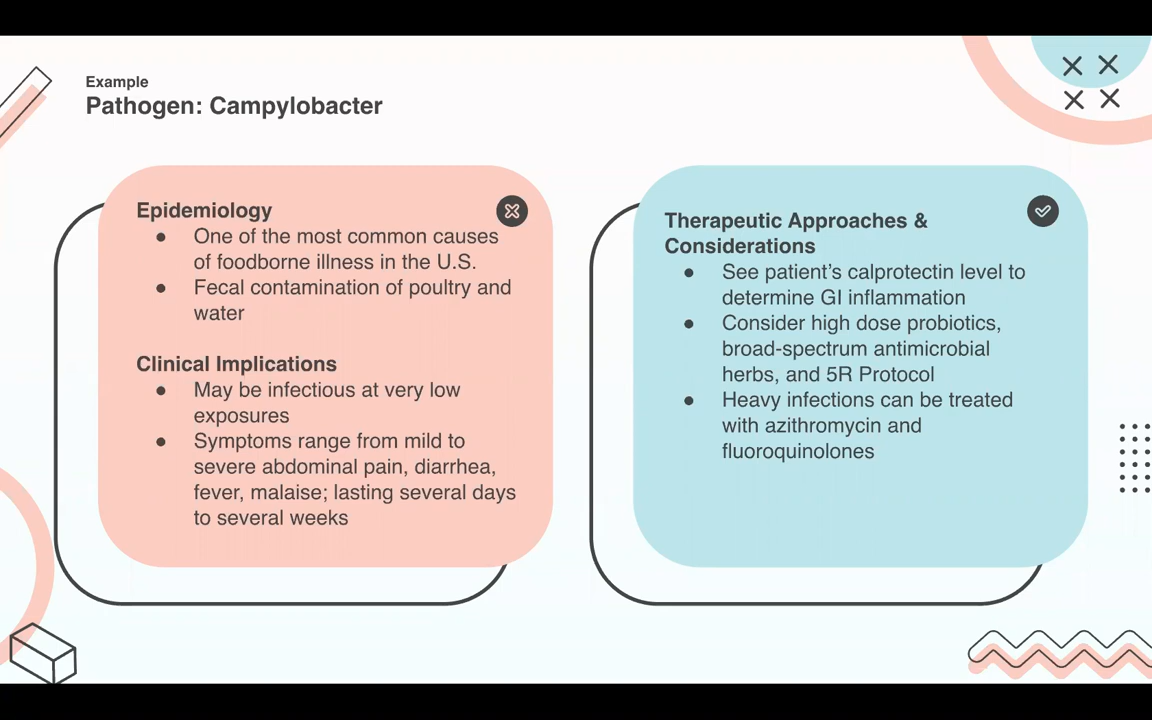 Example
Pathogen: Campylobacter
Epidemiology
● One of the most common causes
of foodborne illness in the U.S.
● Fecal contamination of poultry and
water
Clinical Implications
● May be infectious at very low
exposures
● Symptoms range from mild to
severe abdominal pain, diarrhea,
fever, malaise; lasting several days
to several weeks
Therapeutic Approaches &
Considerations
● See patient's calprotectin level to
determine GI inflammation
● Consider high dose probiotics,
broad-spectrum antimicrobial
herbs, and 5R Protocol
● Heavy infections can be treated
with azithromycin and
fluoroquinolones